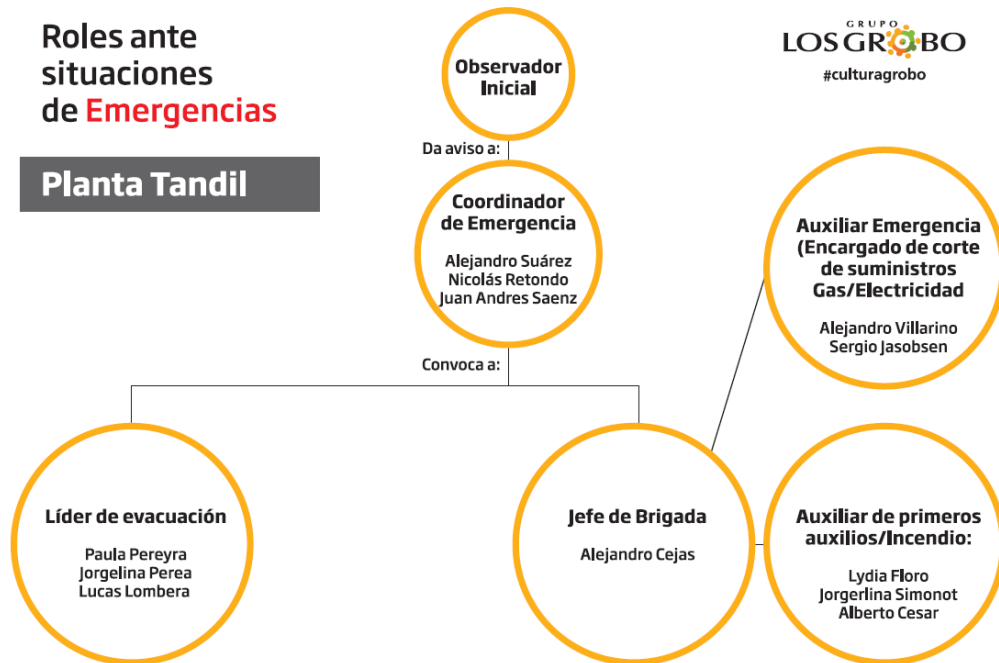 Roles ante
situaciones
de Emergencias
Planta Tandil
GRUPO
LOS GROBO
#culturagrobo
Observador
Inicial
Da aviso a:
Coordinador
de Emergencia
Alejandro Suárez
Nicolás Retondo
Juan Andres Saenz
Convoca a:
Auxiliar Emergencia
(Encargado de corte
de suministros
Gas/Electricidad
Alejandro Villarino
Sergio Jasobsen
Líder de evacuación
Paula Pereyra
Jorgelina Perea
Lucas Lombera
Jefe de Brigada
Alejandro Cejas
Auxiliar de primeros
auxilios/Incendio:
Lydia Floro
Jorgerlina Simonot
Alberto Cesar